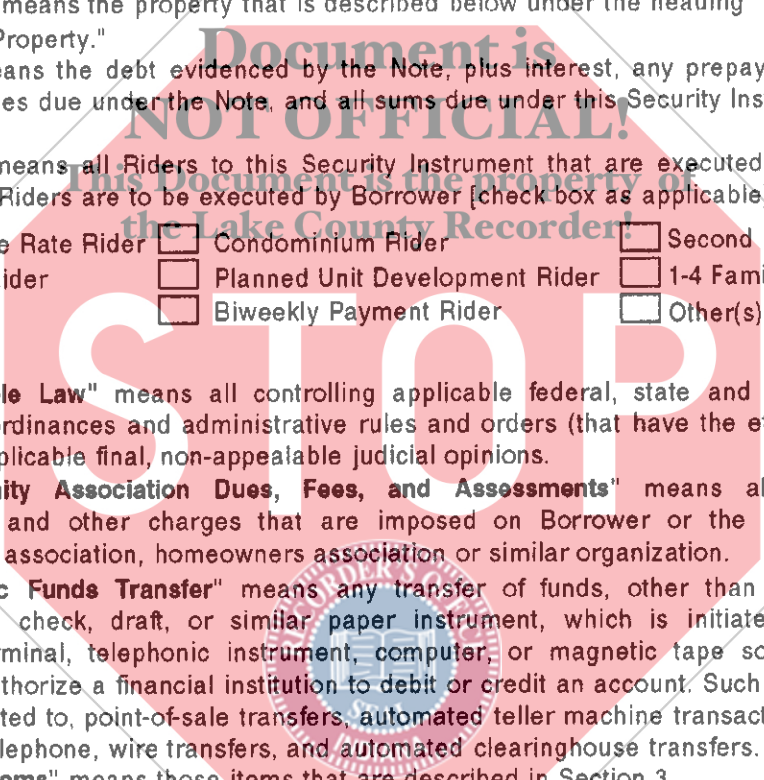 means the property that is described below under the heading
Property."
Document is
eans the debt evidenced by the Note, plus interest, any prepay
es due under the Note, and all sums due under this Security Ins
NOT OFFICIAL!
means all Riders to this Security Instrument that are executed
This Document is the property of
Riders are to be executed by Borrower [check box as applicable
the Lake County Recorder!
e Rate Rider Condominium Rider Second
ider Planned Unit Development Rider 1-4 Fami
Biweekly Payment Rider Other(s)
STOP
le Law" means all controlling applicable federal, state and
rdinances and administrative rules and orders (that have the e
plicable final, non-appealable judicial opinions.
ity Association Dues, Fees, and Assessments" means al
and other charges that are imposed on Borrower or the
association, homeowners association or similar organization.
c Funds Transfer" means any transfer of funds, other than
check, draft, or similar paper instrument, which is initiate
rminal, telephonic instrument, computer, or magnetic tape so
thorize a financial institution to debit or credit an account. Such
ted to, point-of-sale transfers, automated teller machine transact
lephone, wire transfers, and automated clearinghouse transfers.
ems" means those items that are described in Section 3
RECORDER'S OFFICE
SEAL
INDIANA